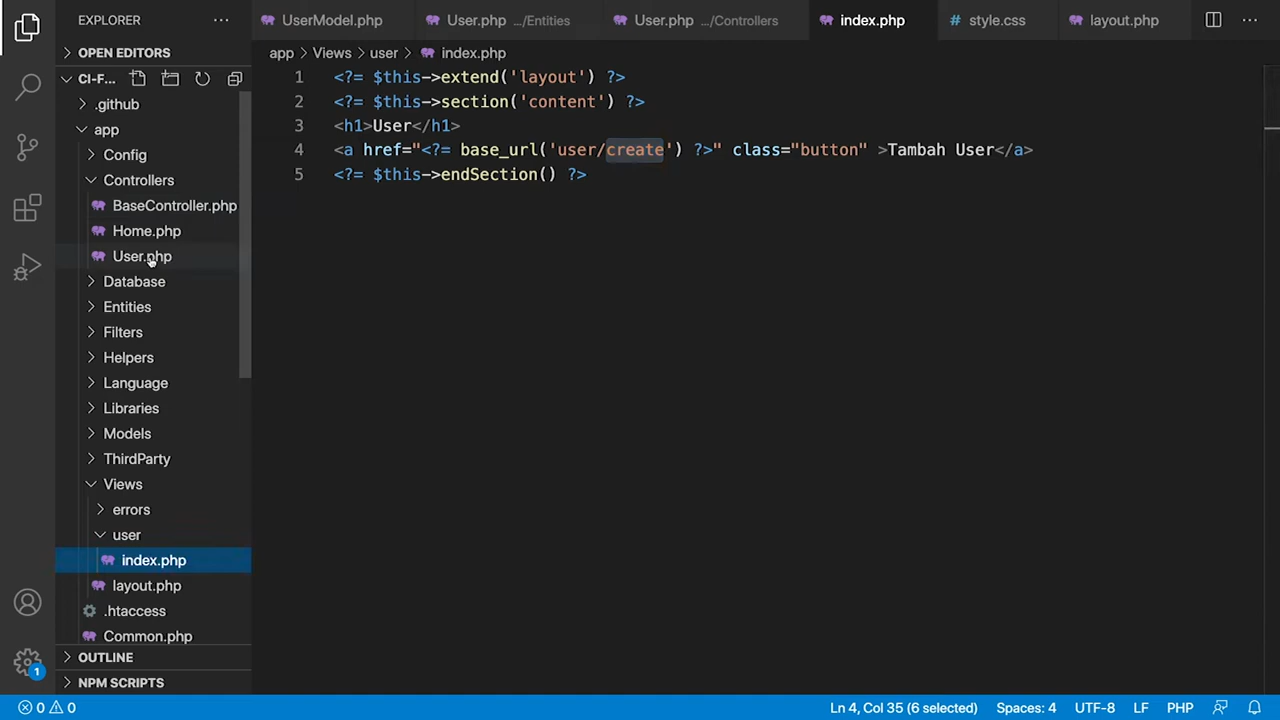 EXPLORER ...
OPEN EDITORS
CI-F...
.github
app
Config
Controllers
BaseController.php
Home.php
User.php
Database
Entities
Filters
Helpers
Language
Libraries
Models
ThirdParty
Views
errors
user
index.php
layout.php
.htaccess
Common.php
OUTLINE
NPM SCRIPTS
1
UserModel.php
User.php .../Entities
User.php .../Controllers
index.php
style.css
layout.php
...
app > Views > user > index.php
1 <?= $this->extend('layout') ?>
2 <?= $this->section('content') ?>
3 <h1>User</h1>
4 <a href="<?= base_url('user/create') ?>" class="button" >Tambah User</a>
5 <?= $this->endSection() ?>
0 0
Ln 4, Col 35 (6 selected)
Spaces: 4
UTF-8
LF
PHP